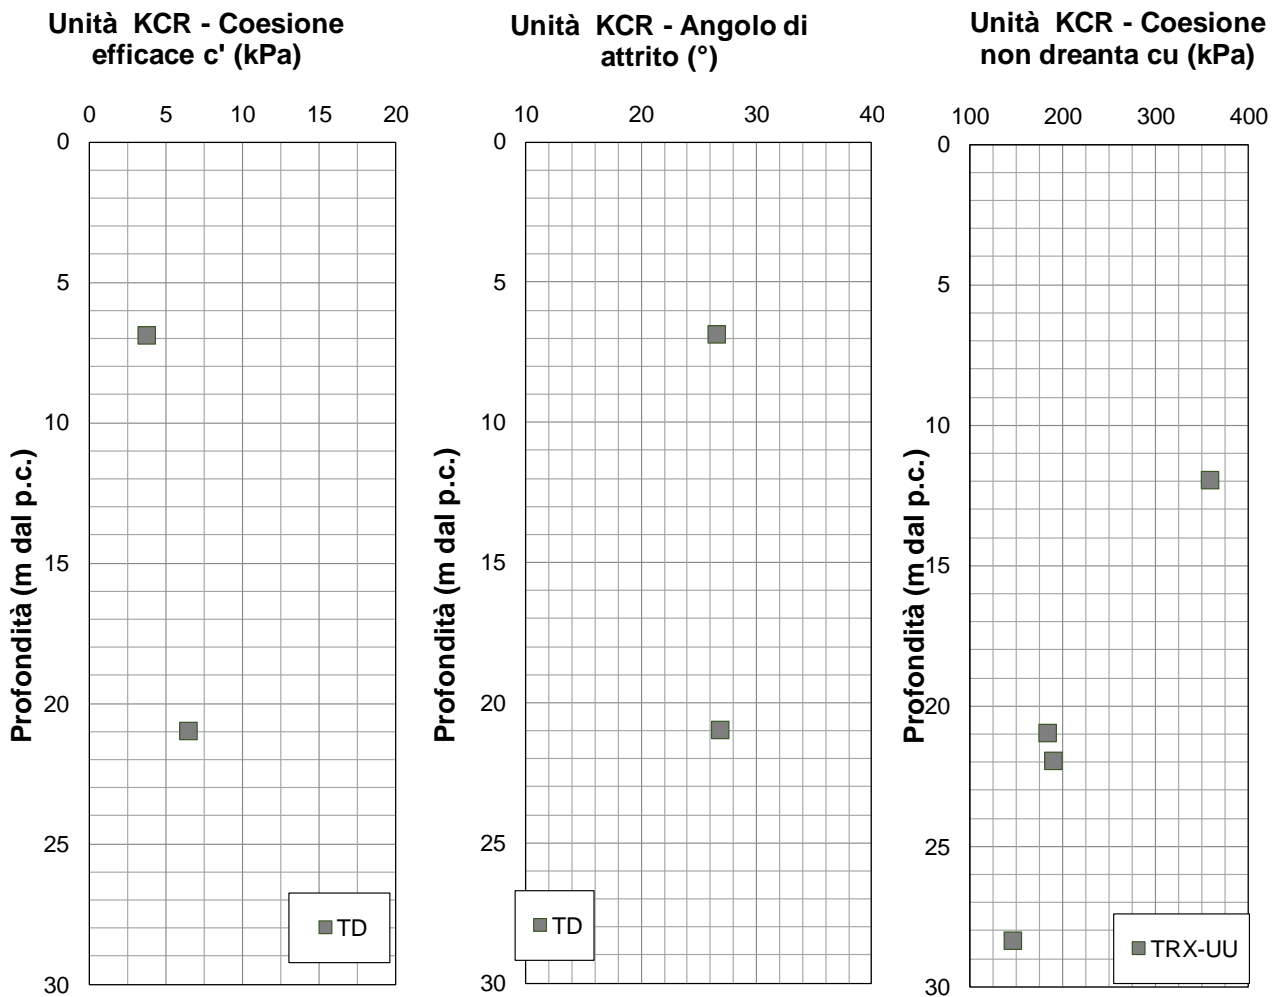 Unità KCR - Coesione
efficace c' (kPa)
0 5 10 15 20
0
5
10
15
20
25
30
Profondità (m dal p.c.)
TD
Unità KCR - Angolo di
attrito (°)
10 20 30 40
0
5
10
15
20
25
30
Profondità (m dal p.c.)
TD
Unità KCR - Coesione
non dreanta cu (kPa)
100 200 300 400
0
5
10
15
20
25
30
Profondità (m dal p.c.)
TRX-UU